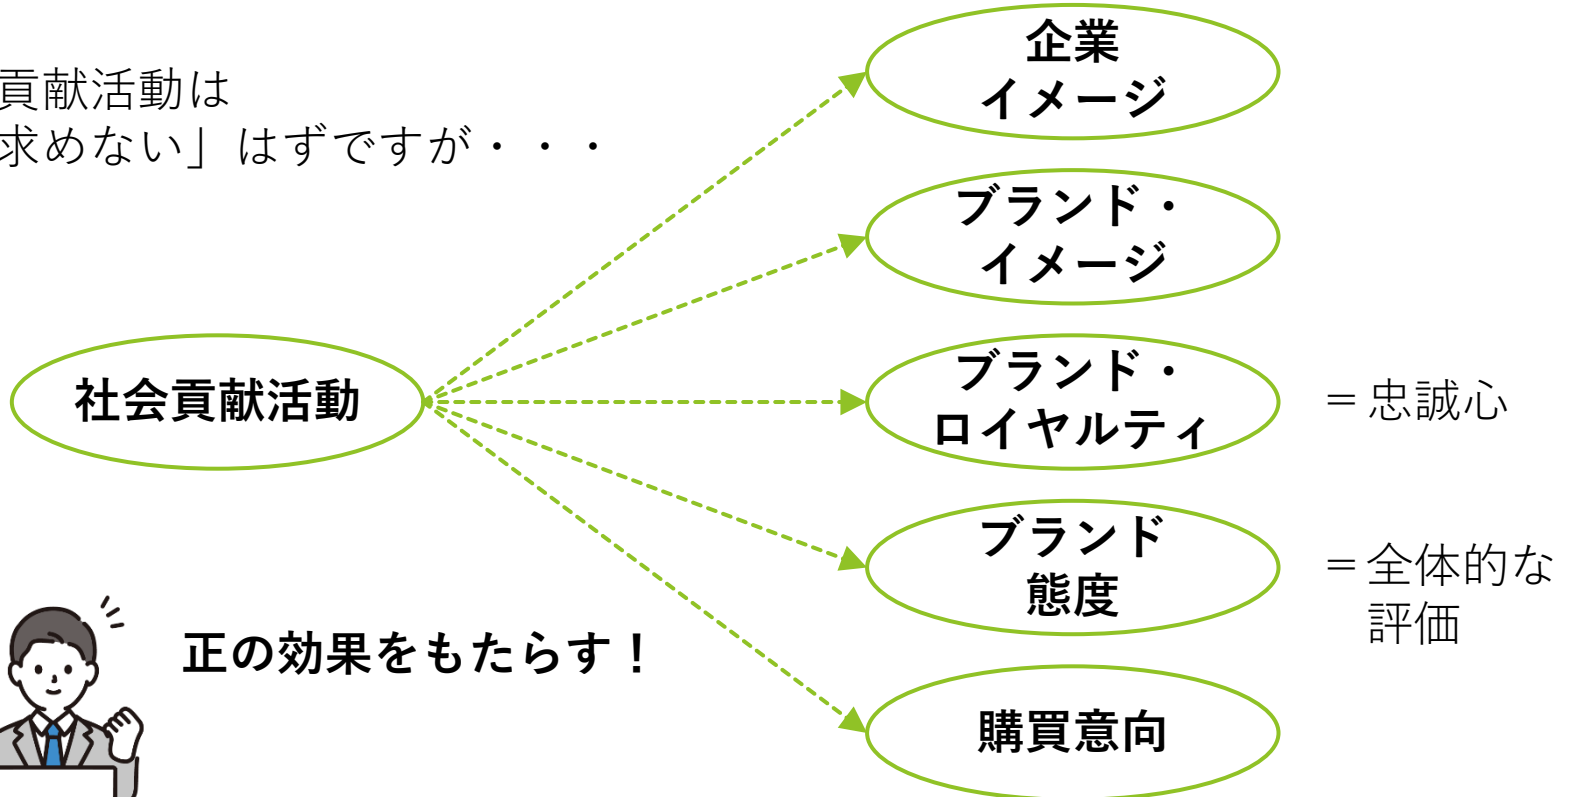 貢献活動は
求めない」はずですが・・・
企業
イメージ
ブランド・
イメージ
社会貢献活動
ブランド・
ロイヤルティ
＝忠誠心
ブランド
態度
＝全体的な
評価
正の効果をもたらす！
購買意向